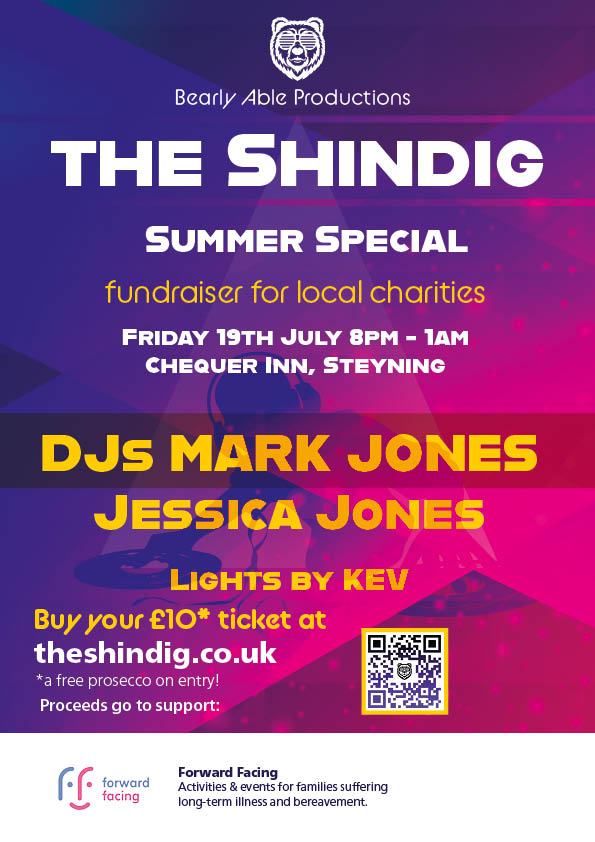 Bearly Able Productions
THE SHINDIG
SUMMER SPECIAL
fundraiser for local charities
FRIDAY 19TH JULY 8PM - 1AM
CHEQUER INN, STEYNING
DJS MARK JONES
JESSICA JONES
LIGHTS BY KEV
Buy your £10* ticket at
theshindig.co.uk
*a free prosecco on entry!
Proceeds go to support:
forward
facing
Forward Facing
Activities & events for families suffering
long-term illness and bereavement.